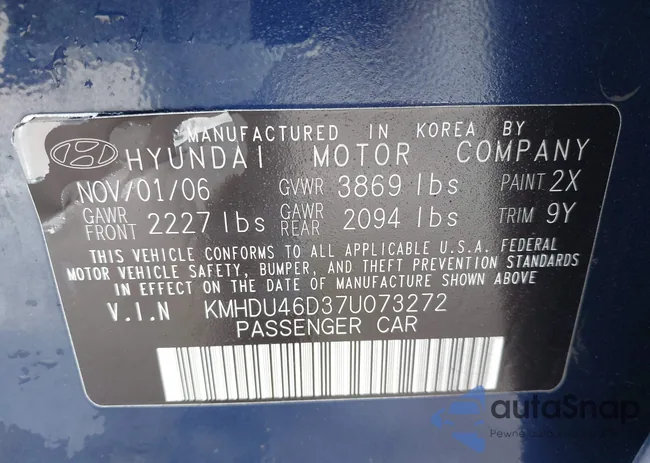 MANUFACTURED IN KOREA BY
HYUNDAI MOTOR COMPANY
NOV/01/06 GVWR 3869 lbs PAINT 2X
GAWR FRONT 2227 lbs GAWR REAR 2094 lbs TRIM 9Y
THIS VEHICLE CONFORMS TO ALL APPLICABLE U.S.A. FEDERAL
MOTOR VEHICLE SAFETY, BUMPER, AND THEFT PREVENTION STANDARDS
IN EFFECT ON THE DATE OF MANUFACTURE SHOWN ABOVE
V.I.N KMHDU46D37U073272
PASSENGER CAR
autoSnap